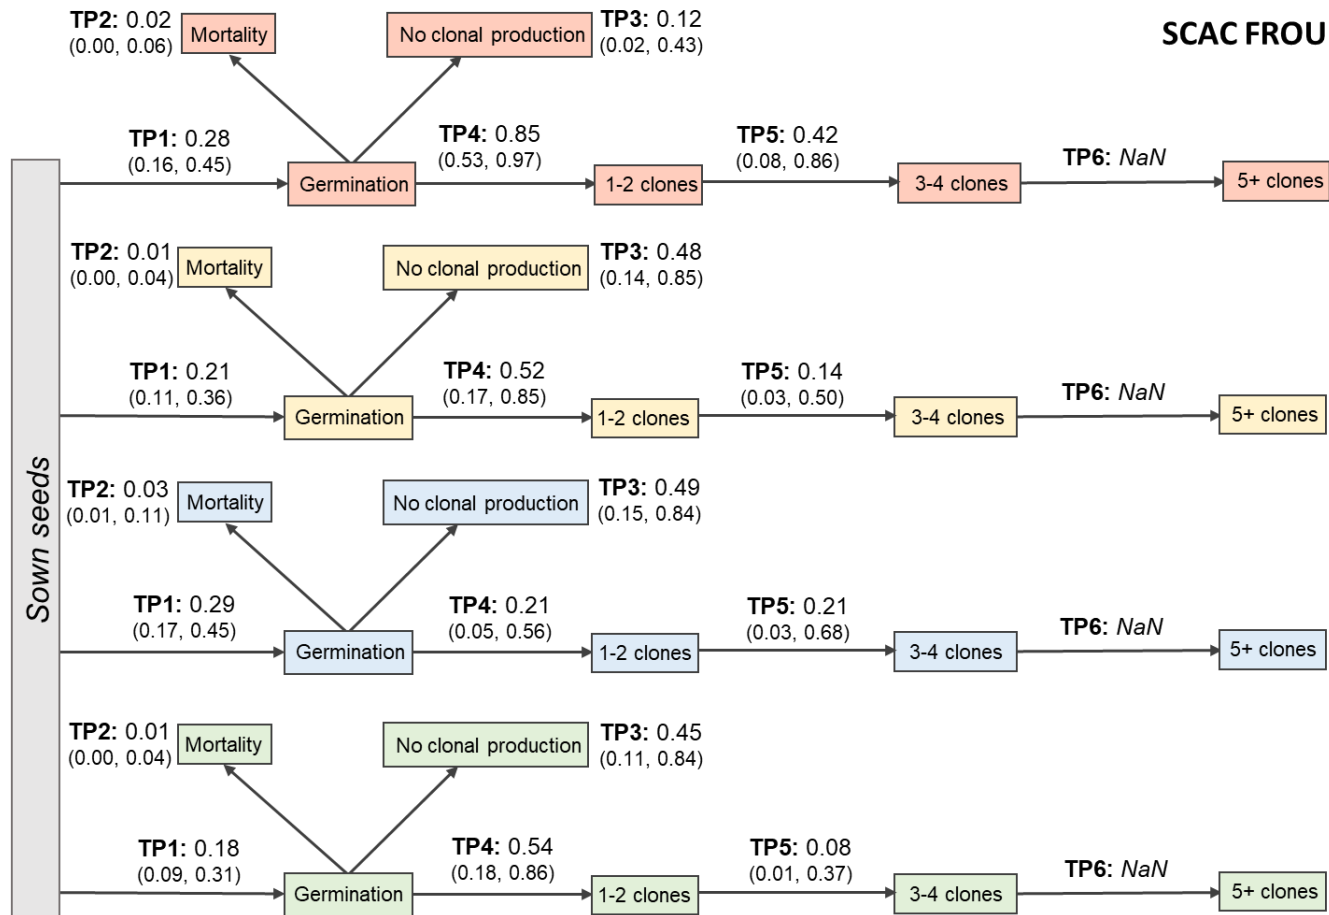 SCAC FROU
Sown seeds
TP2: 0.02
(0.00, 0.06)
Mortality
No clonal production
TP3: 0.12
(0.02, 0.43)
TP1: 0.28
(0.16, 0.45)
Germination
TP4: 0.85
(0.53, 0.97)
1-2 clones
TP5: 0.42
(0.08, 0.86)
3-4 clones
TP6: NaN
5+ clones
TP2: 0.01
(0.00, 0.04)
Mortality
No clonal production
TP3: 0.48
(0.14, 0.85)
TP1: 0.21
(0.11, 0.36)
Germination
TP4: 0.52
(0.17, 0.85)
1-2 clones
TP5: 0.14
(0.03, 0.50)
3-4 clones
TP6: NaN
5+ clones
TP2: 0.03
(0.01, 0.11)
Mortality
No clonal production
TP3: 0.49
(0.15, 0.84)
TP1: 0.29
(0.17, 0.45)
Germination
TP4: 0.21
(0.05, 0.56)
1-2 clones
TP5: 0.21
(0.03, 0.68)
3-4 clones
TP6: NaN
5+ clones
TP2: 0.01
(0.00, 0.04)
Mortality
No clonal production
TP3: 0.45
(0.11, 0.84)
TP1: 0.18
(0.09, 0.31)
Germination
TP4: 0.54
(0.18, 0.86)
1-2 clones
TP5: 0.08
(0.01, 0.37)
3-4 clones
TP6: NaN
5+ clones